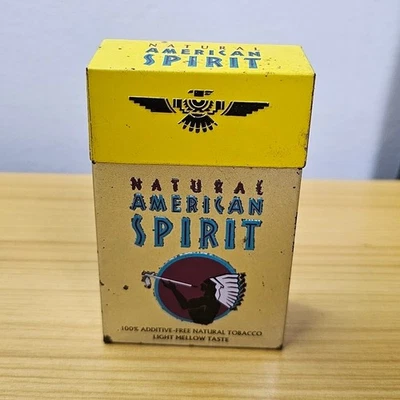 NATURAL
AMERICAN
SPIRIT
NATURAL
AMERICAN
SPIRIT
100% ADDITIVE-FREE NATURAL TOBACCO
LIGHT MELLOW TASTE